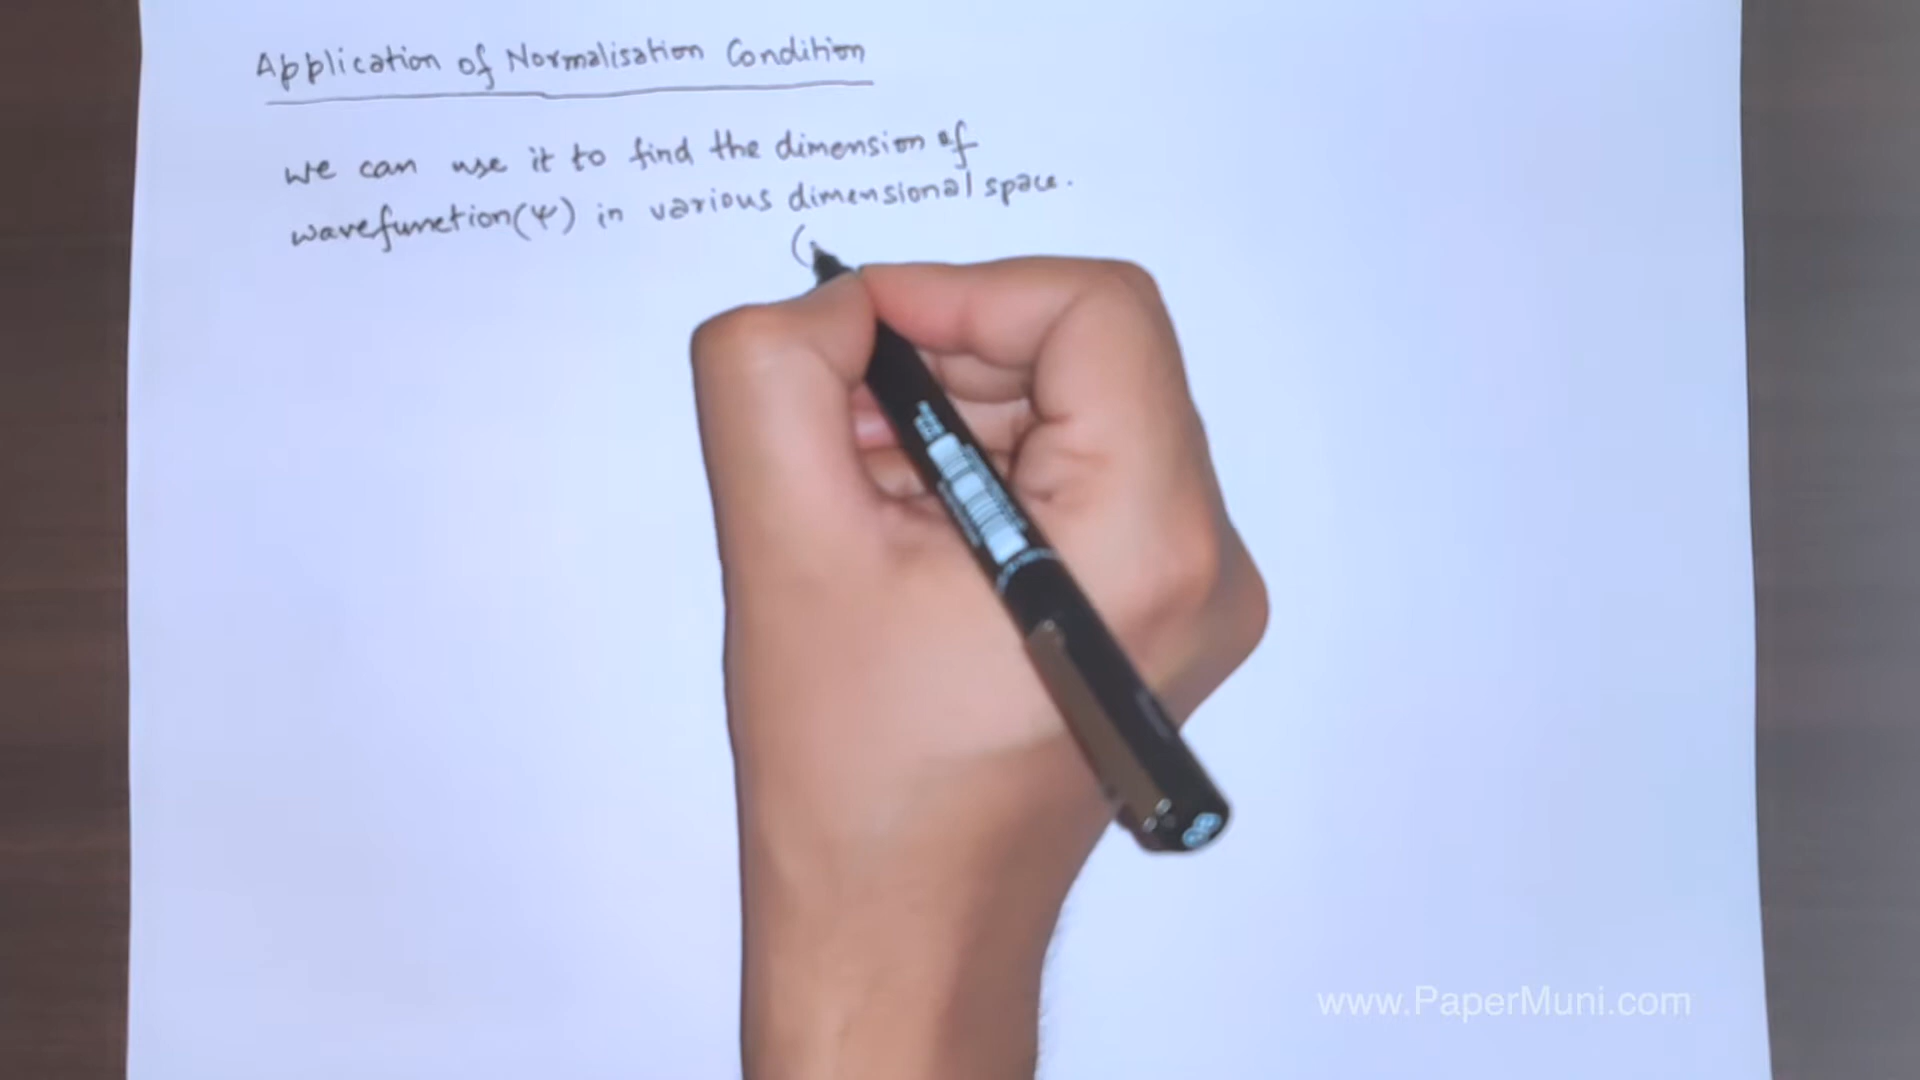 Application of Normalisation Condition
we can use it to find the dimension of
wavefunction(Ψ) in various dimensional space.
(
www.PaperMuni.com